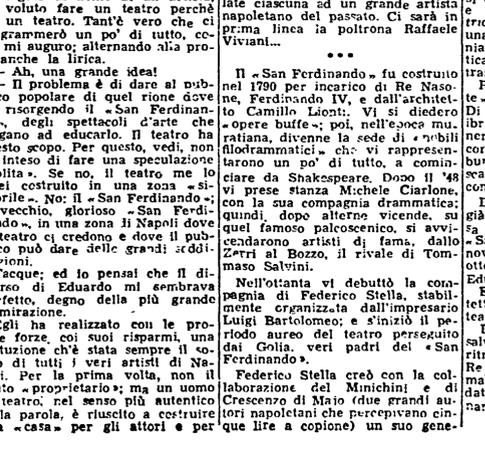 voluto fare un teatro perchè
un teatro. Tant'è vero che ci
grammerò un po' di tutto, co-
mi auguro; alternando alla pro-
anche la lirica.
— Ah, una grande idea!
— Il problema è di dare al pub-
co popolare di quel rione dove
risorgendo il «San Ferdinan-
», degli spettacoli d'arte che
gano ad educarlo. Il teatro ha
sto scopo. Per questo, vedi, non
inteso di fare una speculazione
lita». Se no, il teatro me lo
ei costruito in una zona «si-
rile». No: il «San Ferdinando»;
vecchio, glorioso «San Ferdi-
do», in una zona di Napoli dove
teatro ci credono e dove il pub-
co può dare delle grandi soddi-
zioni.
acque; ed io pensai che il di-
rso di Eduardo mi sembrava
fetto, degno della più grande
mirazione.
Egli ha realizzato con le pro-
e forze, coi suoi risparmi, una
tuzione ch'è stata sempre il so-
o di tutti i veri artisti di Na-
i. Per la prima volta, non il
to «proprietario»; ma un uomo
teatro, nel senso più autentico
la parola, è riuscito a costruire
a «casa» per gli attori e per
late ciascuna ad un grande artista
napoletano del passato. Ci sarà in
prima linea la poltrona Raffaele
Viviani...
•••
Il «San Ferdinando» fu costruito
nel 1790 per incarico di Re Naso-
ne, Ferdinando IV, e dall'architet-
to Camillo Lionti. Vi si diedero
«opere buffe»; poi, nell'epoca mu-
ratiana, divenne la sede di «nobili
filodrammatici» che vi rappresen-
tarono un po' di tutto, a comin-
ciare da Shakespeare. Dopo il '48
vi prese stanza Michele Ciarlone,
con la sua compagnia drammatica;
quindi, dopo alterne vicende, su
quel famoso palcoscenico, si avvi-
cendarono artisti di fama, dallo
Zerri al Bozzo, il rivale di Tom-
maso Salvini.
Nell'ottanta vi debuttò la com-
pagnia di Federico Stella, stabil-
mente organizzata dall'impresario
Luigi Bartolomeo; e s'iniziò il pe-
riodo aureo del teatro perseguito
dai Golia, veri padri del «San
Ferdinando».
Federico Stella creò con la col-
laborazione del Minichini e di
Crescenzo di Maio (due grandi au-
tori napoletani che percepivano cin-
que lire a copione) un suo gene-